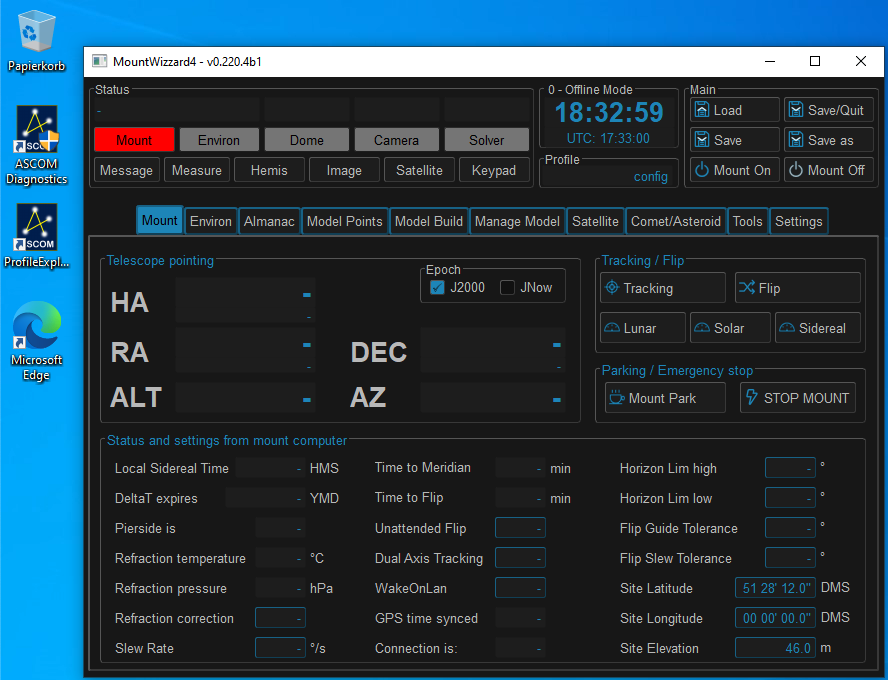 Papierkorb
ASCOM
Diagnostics
SCOM
ProfileExpl...
Microsoft
Edge
MountWizzard4 - v0.220.4b1
Status
-
Mount Environ Dome Camera Solver
Message Measure Hemis Image Satellite Keypad
0 - Offline Mode
18:32:59
UTC: 17:33:00
Profile
config
Main
Load Save/Quit
Save Save as
Mount On Mount Off
Mount Environ Almanac Model Points Model Build Manage Model Satellite Comet/Asteroid Tools Settings
Telescope pointing
Epoch
J2000 JNow
HA -
-
RA - DEC -
- -
ALT - AZ -
Tracking / Flip
Tracking Flip
Lunar Solar Sidereal
Parking / Emergency stop
Mount Park STOP MOUNT
Status and settings from mount computer
Local Sidereal Time - HMS Time to Meridian - min Horizon Lim high - °
DeltaT expires - YMD Time to Flip - min Horizon Lim low - °
Pierside is - Unattended Flip - Flip Guide Tolerance - °
Refraction temperature - °C Dual Axis Tracking - Flip Slew Tolerance - °
Refraction pressure - hPa WakeOnLan - Site Latitude 51 28' 12.0" DMS
Refraction correction - GPS time synced - Site Longitude 00 00' 00.0" DMS
Slew Rate - °/s Connection is: - Site Elevation 46.0 m